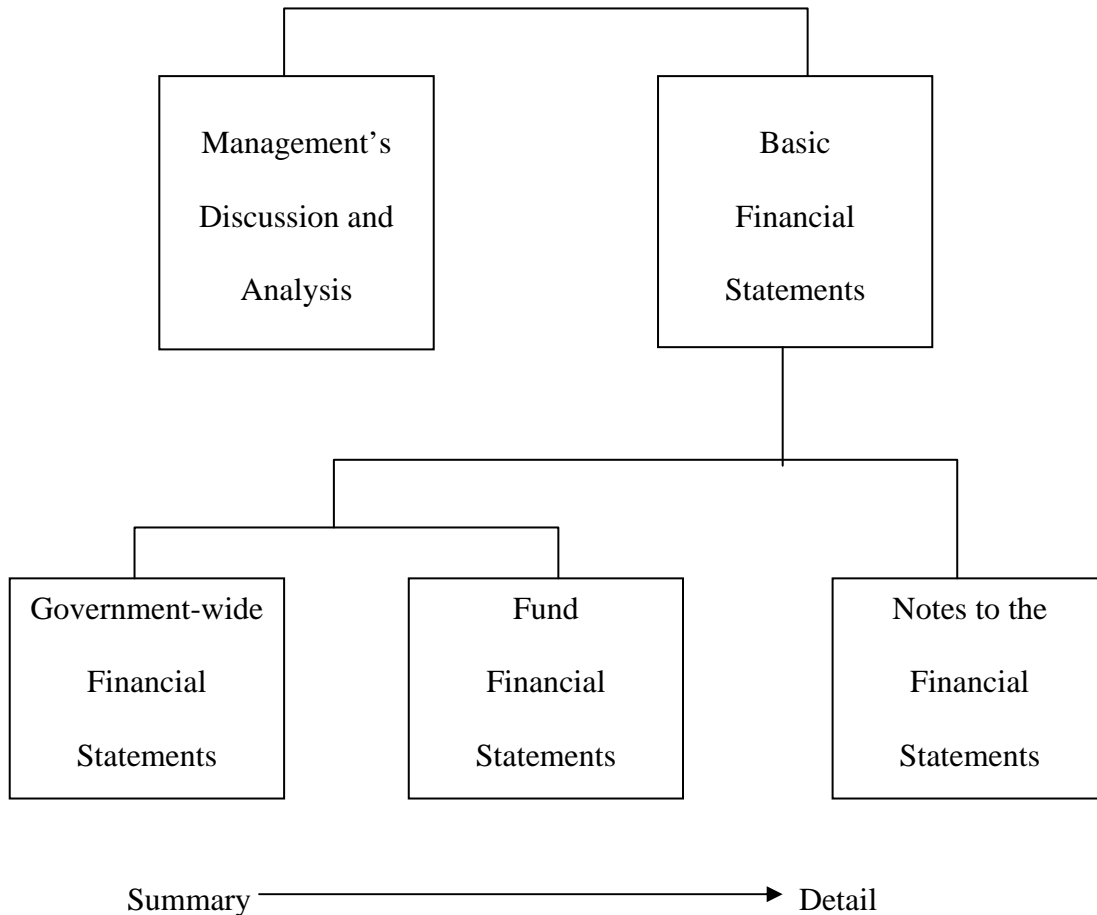 Management’s
Discussion and
Analysis
Basic
Financial
Statements
Government-wide
Financial
Statements
Fund
Financial
Statements
Notes to the
Financial
Statements
Summary
Detail